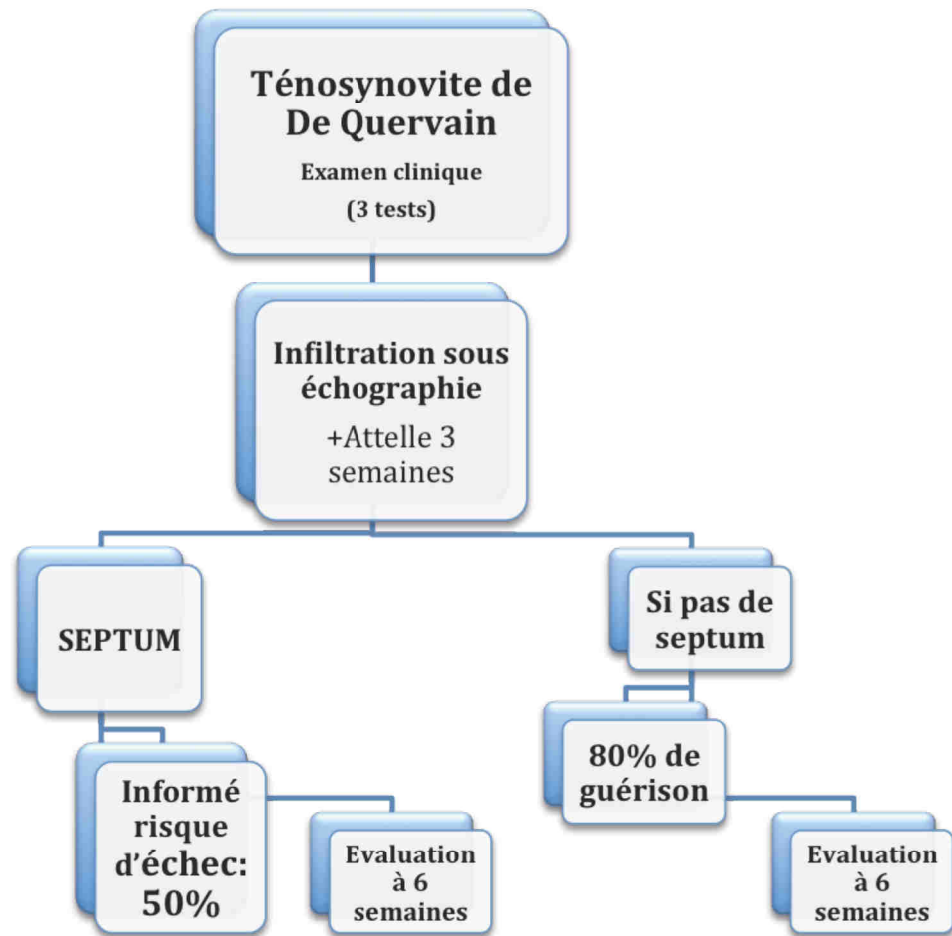 Ténosynovite de
De Quervain
Examen clinique
(3 tests)
Infiltration sous
échographie
+Attelle 3
semaines
SEPTUM
Si pas de
septum
Informé
risque
d'échec:
50%
Evaluation
à 6
semaines
80% de
guérison
Evaluation
à 6
semaines